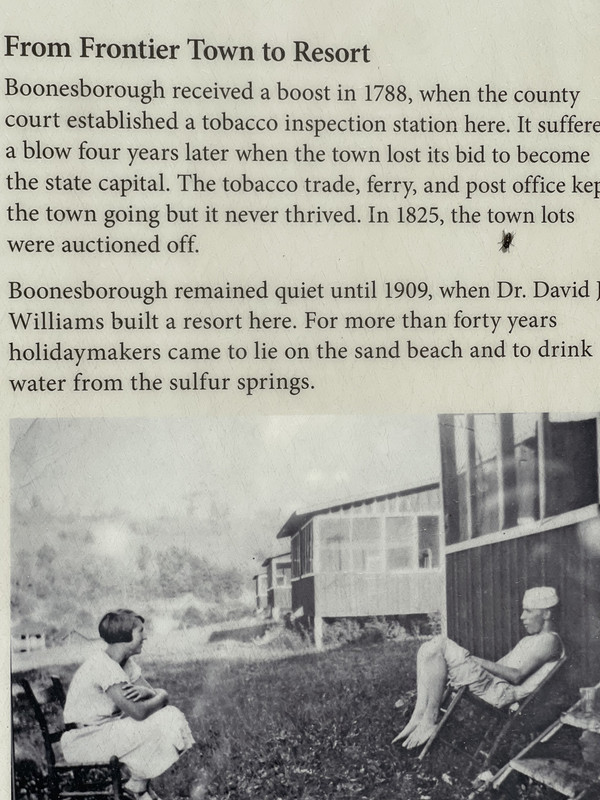 From Frontier Town to Resort
Boonesborough received a boost in 1788, when the county
court established a tobacco inspection station here. It suffere
a blow four years later when the town lost its bid to become
the state capital. The tobacco trade, ferry, and post office kep
the town going but it never thrived. In 1825, the town lots
were auctioned off.
Boonesborough remained quiet until 1909, when Dr. David J
Williams built a resort here. For more than forty years
holidaymakers came to lie on the sand beach and to drink
water from the sulfur springs.